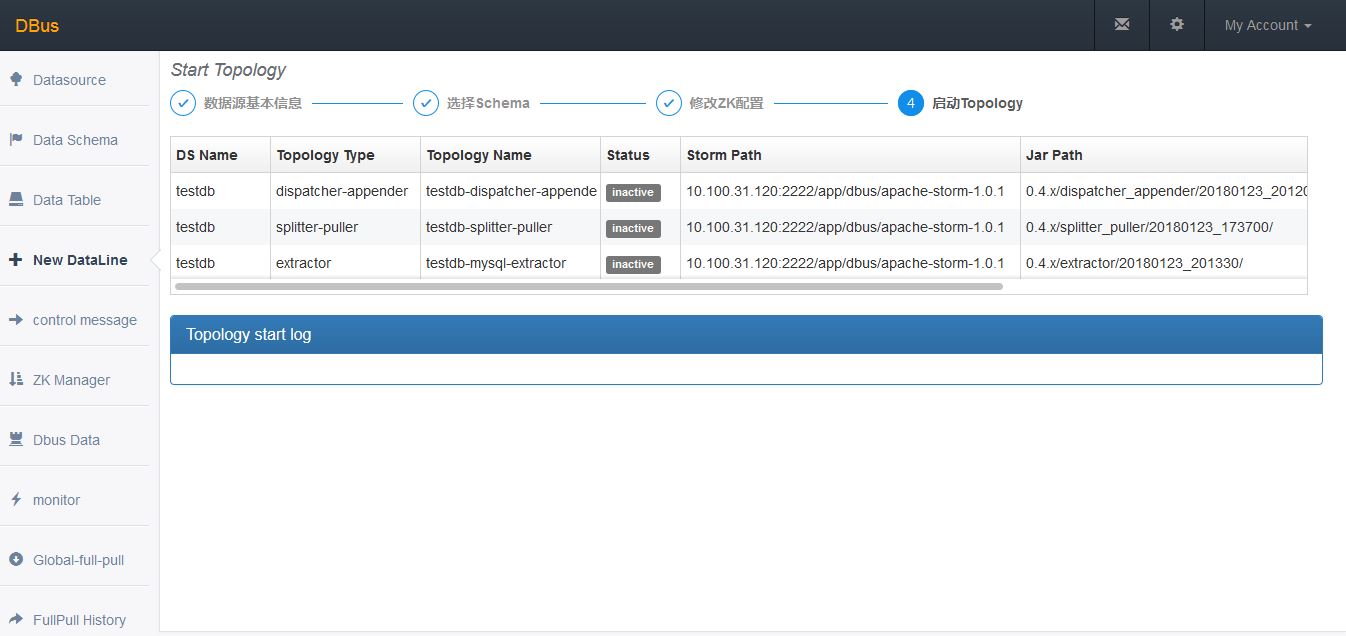 DBus
My Account
Datasource
Data Schema
Data Table
New DataLine
control message
ZK Manager
Dbus Data
monitor
Global-full-pull
FullPull History
Start Topology
数据源基本信息 选择Schema 修改ZK配置 4 启动Topology
DS Name Topology Type Topology Name Status Storm Path Jar Path
testdb dispatcher-appender testdb-dispatcher-appende inactive 10.100.31.120:2222/app/dbus/apache-storm-1.0.1 0.4.x/dispatcher_appender/20180123_20120
testdb splitter-puller testdb-splitter-puller inactive 10.100.31.120:2222/app/dbus/apache-storm-1.0.1 0.4.x/splitter_puller/20180123_173700/
testdb extractor testdb-mysql-extractor inactive 10.100.31.120:2222/app/dbus/apache-storm-1.0.1 0.4.x/extractor/20180123_201330/
Topology start log